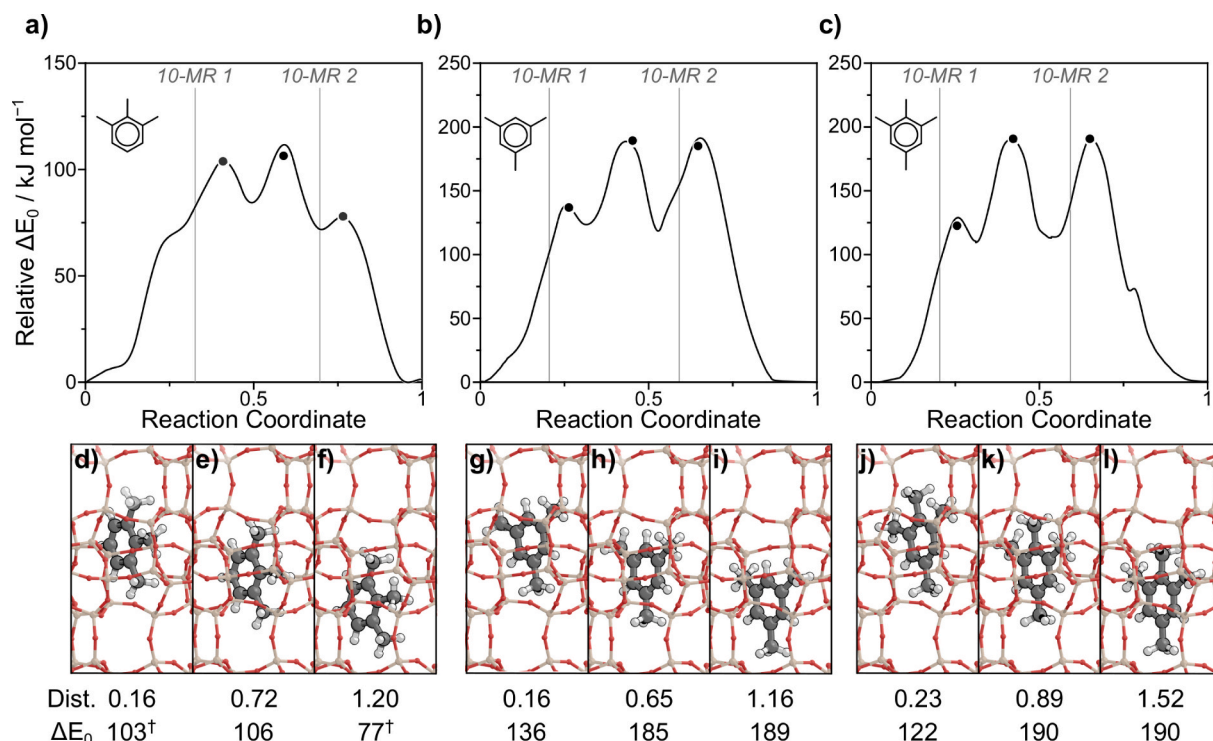 a)
b)
c)
150
100
50
0
Relative ΔE₀ / kJ mol⁻¹
10-MR 1
10-MR 2
0
0.5
1
Reaction Coordinate
250
200
150
100
50
0
10-MR 1
10-MR 2
0
0.5
1
Reaction Coordinate
250
200
150
100
50
0
10-MR 1
10-MR 2
0
0.5
1
Reaction Coordinate
d) e) f) g) h) i) j) k) l)
Dist. 0.16 0.72 1.20 0.16 0.65 1.16 0.23 0.89 1.52
ΔE₀ 103† 106 77† 136 185 189 122 190 190